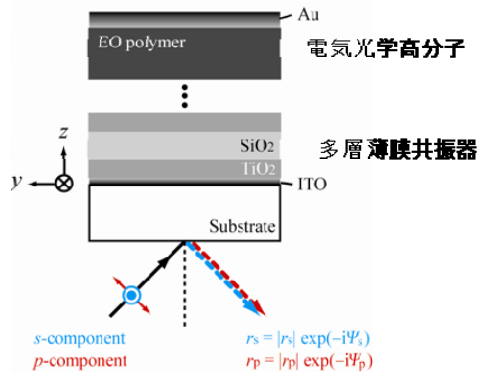 Au
EO polymer
電気光学高分子
z
SiO2
多層薄膜共振器
TiO2
y
ITO
Substrate
s-component
rs = |rs| exp(−iΨs)
p-component
rp = |rp| exp(−iΨp)